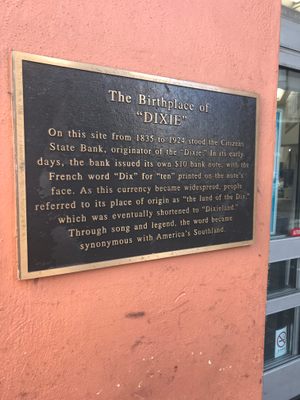 The Birthplace of
"DIXIE"
On this site from 1835 to 1924 stood the Citizens
State Bank, originator of the "Dixie." In its early
days, the bank issued its own $10 bank note, with the
French word "Dix" for "ten" printed on the note's
face. As this currency became widespread, people
referred to its place of origin as "the land of the Dix,"
which was eventually shortened to "Dixieland."
Through song and legend, the word became
synonymous with America's Southland.